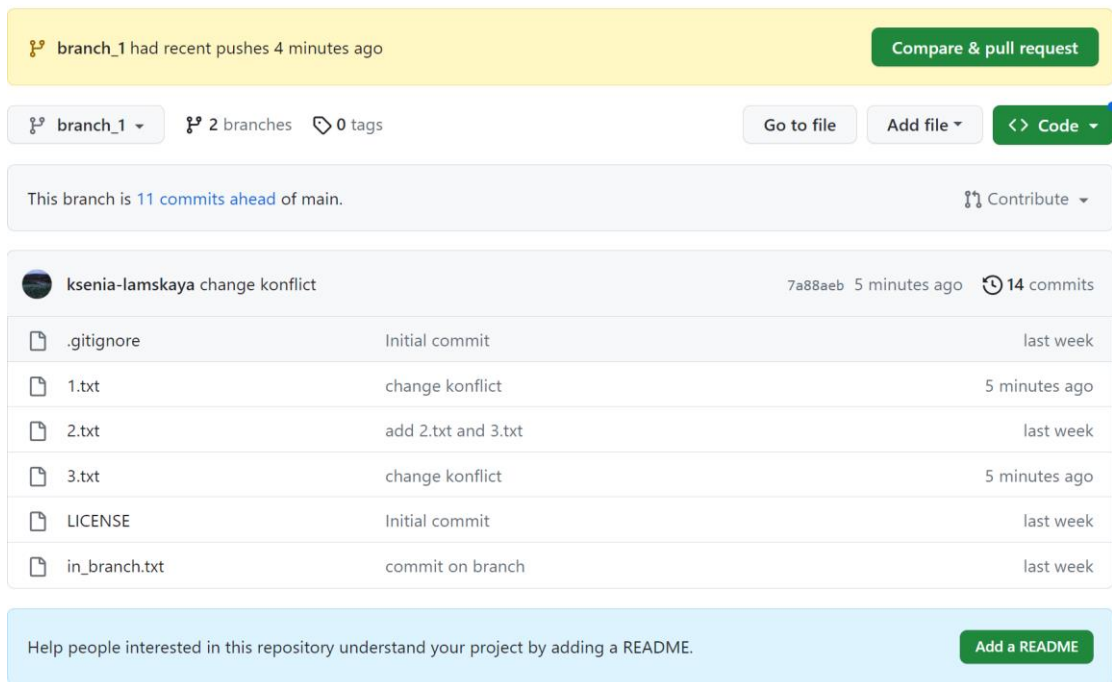 branch_1 had recent pushes 4 minutes ago Compare & pull request
branch_1 2 branches 0 tags Go to file Add file <> Code
This branch is 11 commits ahead of main. Contribute
ksenia-lamskaya change konflict 7a88aeb 5 minutes ago 14 commits
.gitignore Initial commit last week
1.txt change konflict 5 minutes ago
2.txt add 2.txt and 3.txt last week
3.txt change konflict 5 minutes ago
LICENSE Initial commit last week
in_branch.txt commit on branch last week
Help people interested in this repository understand your project by adding a README. Add a README